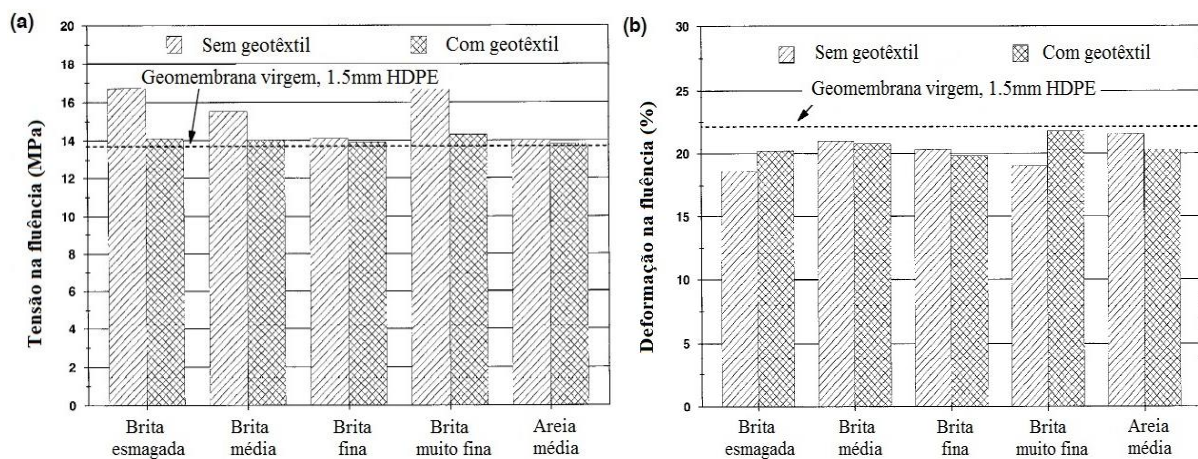 (a)
Tensão na fluência (MPa)
20
18
16
14
12
10
8
6
4
2
0
Sem geotêxtil
Com geotêxtil
Geomembrana virgem, 1.5mm HDPE
Brita
esmagada
Brita
média
Brita
fina
Brita
muito fina
Areia
média
(b)
Deformação na fluência (%)
30
25
20
15
10
5
0
Sem geotêxtil
Com geotêxtil
Geomembrana virgem, 1.5mm HDPE
Brita
esmagada
Brita
média
Brita
fina
Brita
muito fina
Areia
média